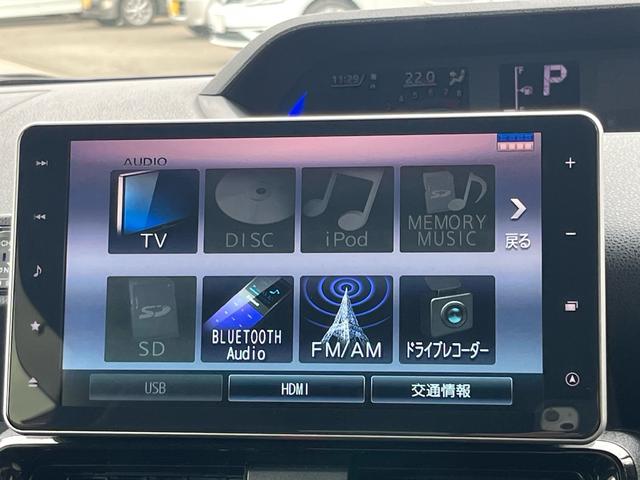 11:29
22.0
F
P
AUDIO
TV
DISC
iPod
MEMORY
MUSIC
戻る
SD
SD
BLUETOOTH
Audio
FM/AM
ドライブレコーダー
USB
HDMI
交通情報